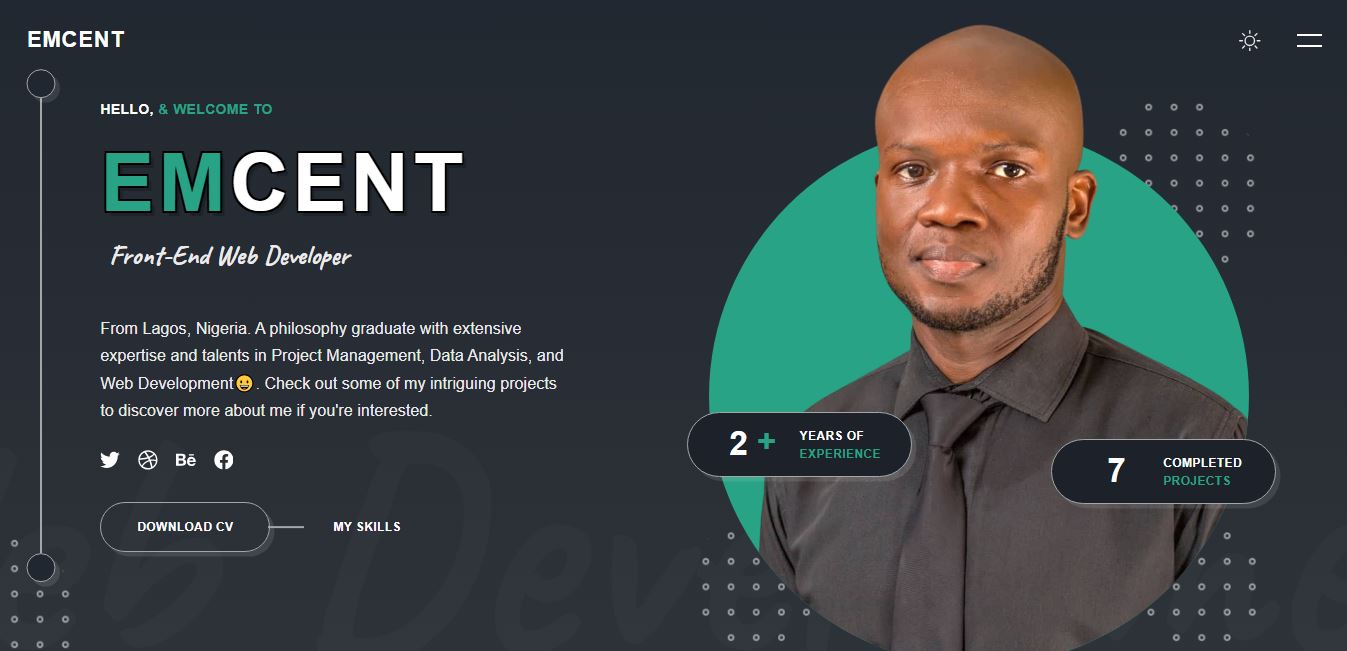 EMCENT
HELLO, & WELCOME TO
EMCENT
Front-End Web Developer
From Lagos, Nigeria. A philosophy graduate with extensive
expertise and talents in Project Management, Data Analysis, and
Web Development😀. Check out some of my intriguing projects
to discover more about me if you're interested.
Bē
DOWNLOAD CV
MY SKILLS
2 +
YEARS OF
EXPERIENCE
7
COMPLETED
PROJECTS